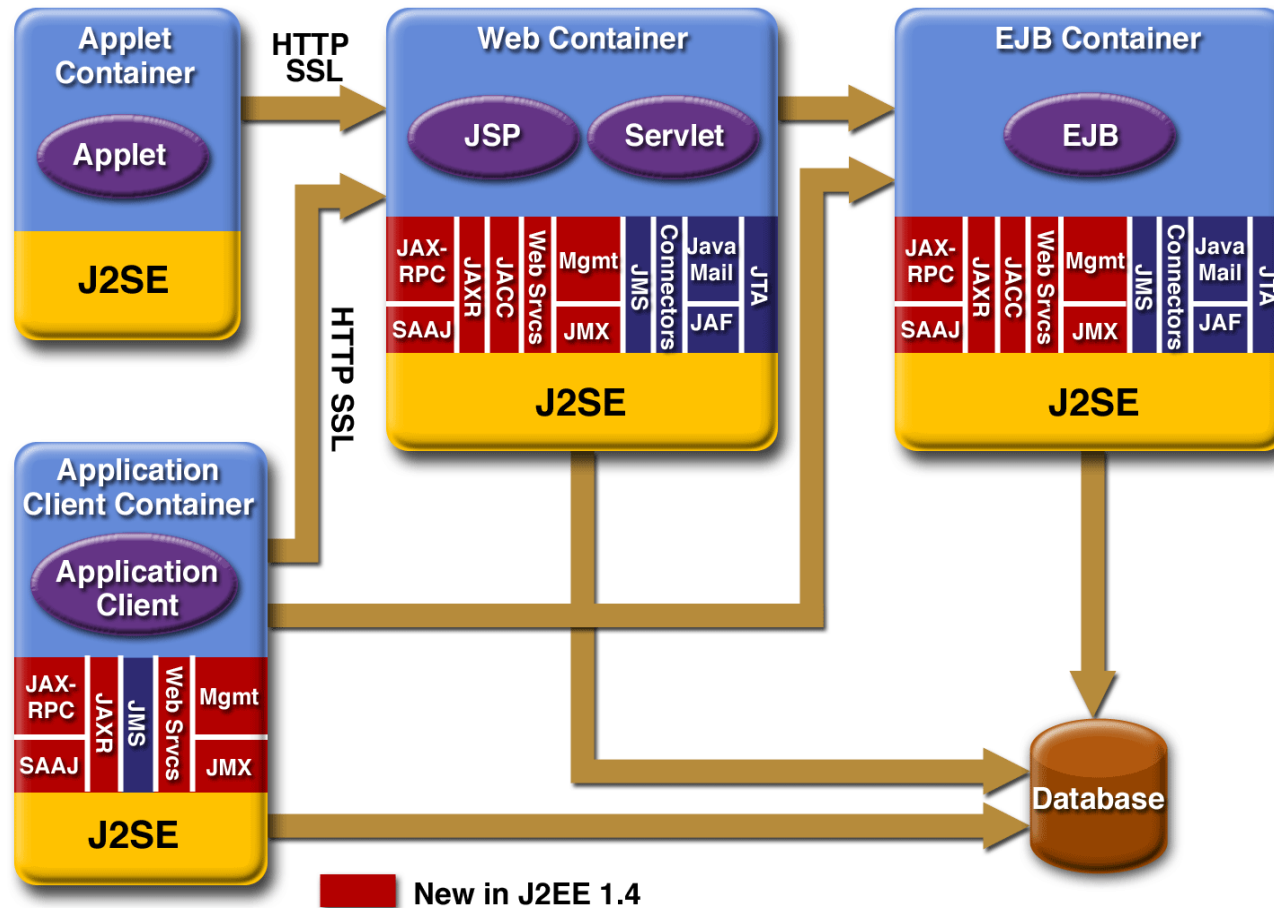 Applet
Container
Applet
J2SE
HTTP
SSL
Web Container
JSP
Servlet
JAX-
RPC
SAAJ
JAXR
JACC
Web Srvcs
Mgmt
JMX
JMS
Connectors
Java
Mail
JAF
JTA
J2SE
EJB Container
EJB
JAX-
RPC
SAAJ
JAXR
JACC
Web Srvcs
Mgmt
JMX
JMS
Connectors
Java
Mail
JAF
JTA
J2SE
HTTP SSL
Application
Client Container
Application
Client
JAX-
RPC
SAAJ
JAXR
JMS
Web Srvcs
Mgmt
JMX
J2SE
Database
New in J2EE 1.4